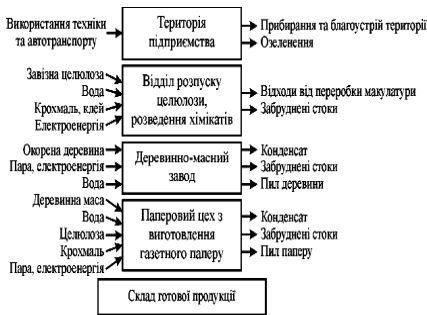 Використання техніки
та автотранспорту
Територія
підприємства
Прибирання та благоустрій території
Озеленення
Завізна целюлоза
Вода
Крохмаль, клей
Електроенергія
Відділ розпуску
целюлози,
розведення хімікатів
Відходи від переробки макулатури
Забруднені стоки
Окорена деревина
Пара, електроенергія
Вода
Деревинно-масний
завод
Конденсат
Забруднені стоки
Пил деревини
Деревинна маса
Вода
Целюлоза
Крохмаль
Пара, електроенергія
Паперовий цех з
виготовлення
газетного паперу
Конденсат
Забруднені стоки
Пил паперу
Склад готової продукції